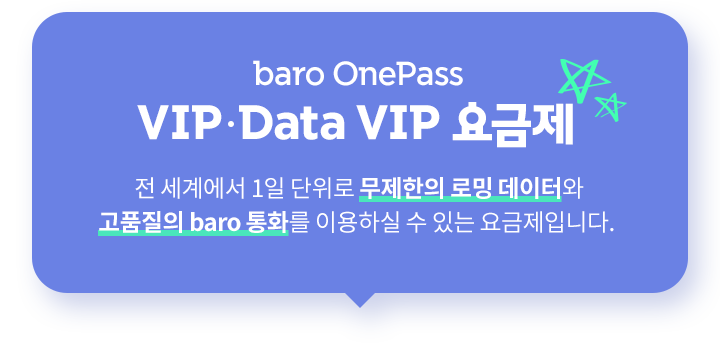 baro OnePass
VIP·Data VIP 요금제
전 세계에서 1일 단위로 무제한의 로밍 데이터와
고품질의 baro 통화를 이용하실 수 있는 요금제입니다.